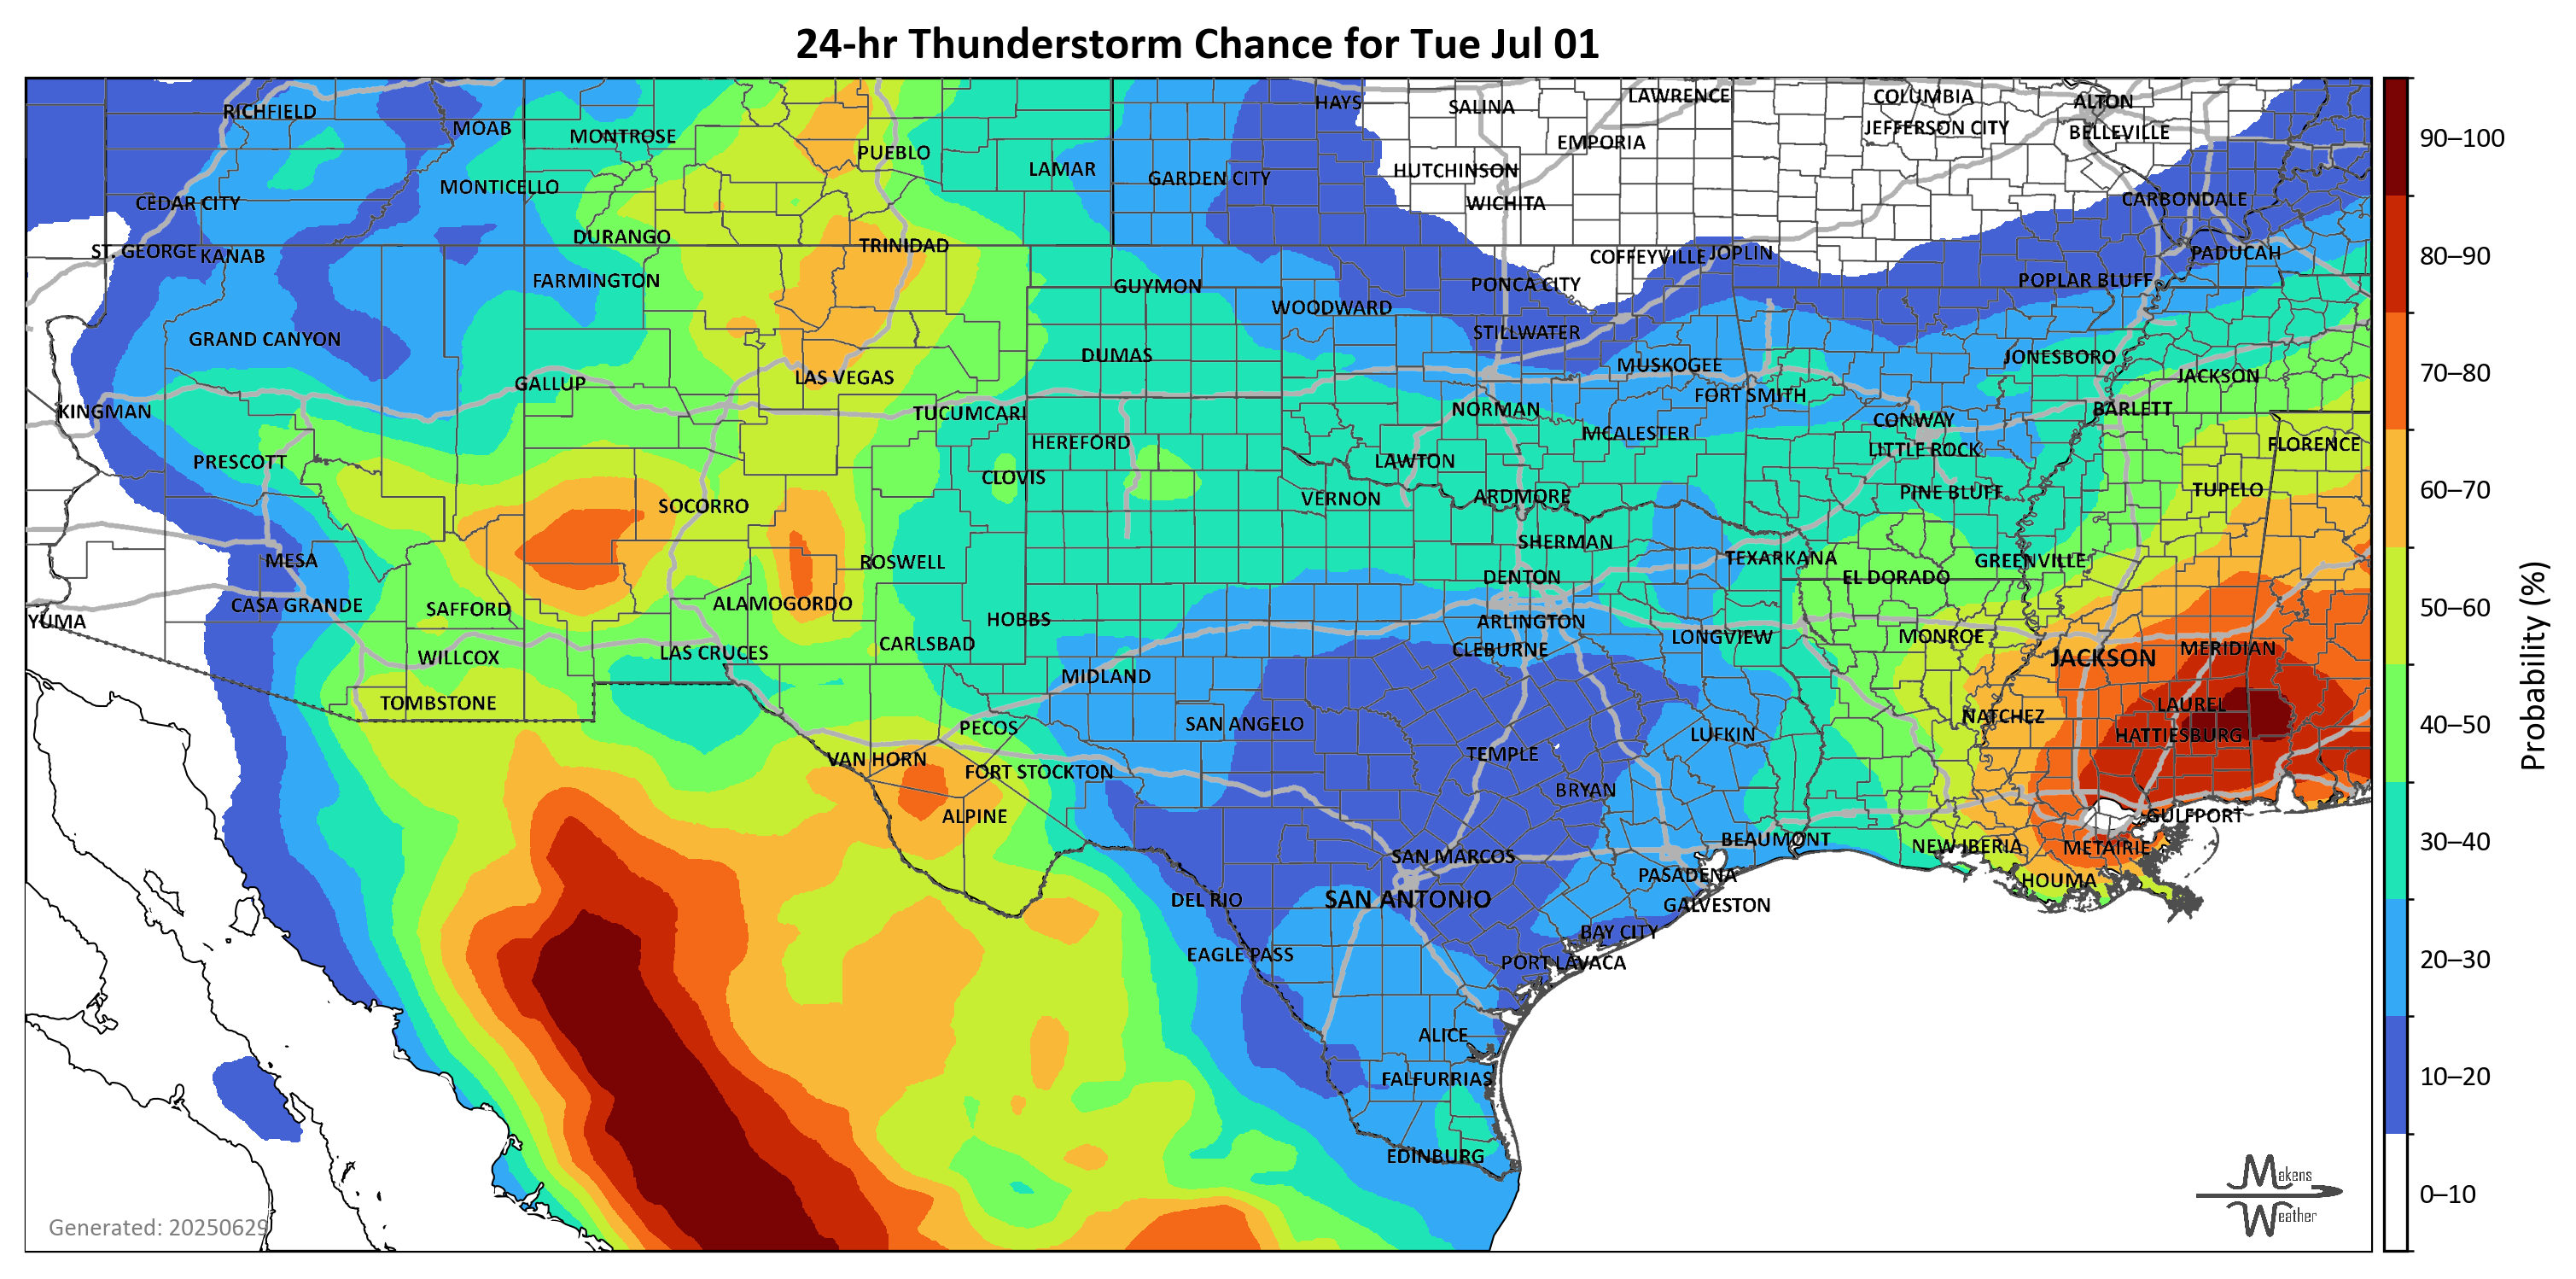 24-hr Thunderstorm Chance for Tue Jul 01
RICHFIELD
MOAB
MONTROSE
PUEBLO
LAMAR
GARDEN CITY
HAYS
SALINA
LAWRENCE
EMPORIA
HUTCHINSON
WICHITA
COLUMBIA
JEFFERSON CITY
ALTON
BELLEVILLE
CARBONDALE
CEDAR CITY
MONTICELLO
ST. GEORGE
KANAB
DURANGO
TRINIDAD
FARMINGTON
GUYMON
WOODWARD
PONCA CITY
COFFEYVILLE
JOPLIN
POPLAR BLUFF
PADUCAH
GRAND CANYON
STILLWATER
DUMAS
MUSKOGEE
JONESBORO
JACKSON
GALLUP
LAS VEGAS
KINGMAN
TUCUMCARI
NORMAN
FORT SMITH
CONWAY
BARLETT
PRESCOTT
HEREFORD
CLOVIS
LAWTON
MCALESTER
LITTLE ROCK
FLORENCE
SOCORRO
VERNON
ARDMORE
PINE BLUFF
TUPELO
MESA
ROSWELL
SHERMAN
TEXARKANA
GREENVILLE
CASA GRANDE
SAFFORD
ALAMOGORDO
DENTON
EL DORADO
YUMA
HOBBS
ARLINGTON
LONGVIEW
MONROE
WILLCOX
LAS CRUCES
CARLSBAD
CLEBURNE
JACKSON
MERIDIAN
TOMBSTONE
MIDLAND
PECOS
SAN ANGELO
LUFKIN
NATCHEZ
LAUREL
HATTIESBURG
VAN HORN
FORT STOCKTON
TEMPLE
BRYAN
ALPINE
SAN MARCOS
BEAUMONT
NEW IBERIA
METAIRIE
GULFPORT
DEL RIO
SAN ANTONIO
PASADENA
GALVESTON
HOUMA
EAGLE PASS
BAY CITY
PORT LAVACA
ALICE
FALFURRIAS
EDINBURG
Generated: 20250629
Makens
Weather
90–100
80–90
70–80
60–70
50–60
40–50
30–40
20–30
10–20
0–10
Probability (%)